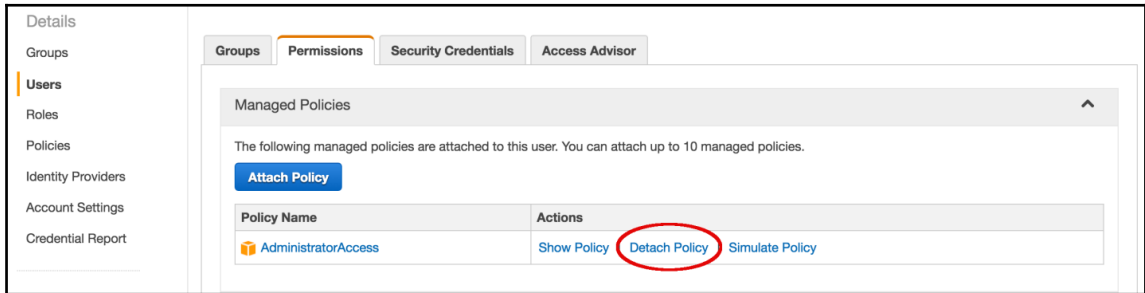 Details
Groups
Users
Roles
Policies
Identity Providers
Account Settings
Credential Report
Groups Permissions Security Credentials Access Advisor
Managed Policies
The following managed policies are attached to this user. You can attach up to 10 managed policies.
Attach Policy
Policy Name Actions
AdministratorAccess Show Policy Detach Policy Simulate Policy